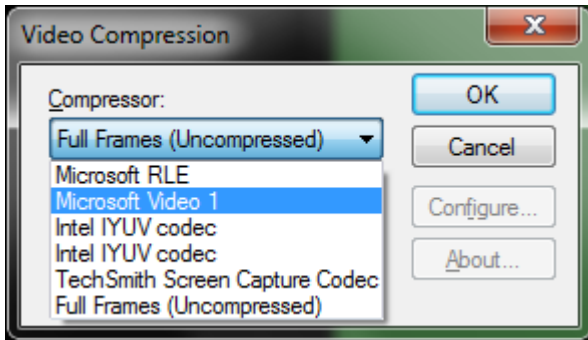 Video Compression
x
Compressor:
OK
Full Frames (Uncompressed)
Cancel
Microsoft RLE
Microsoft Video 1
Configure...
Intel IYUV codec
Intel IYUV codec
About...
TechSmith Screen Capture Codec
Full Frames (Uncompressed)